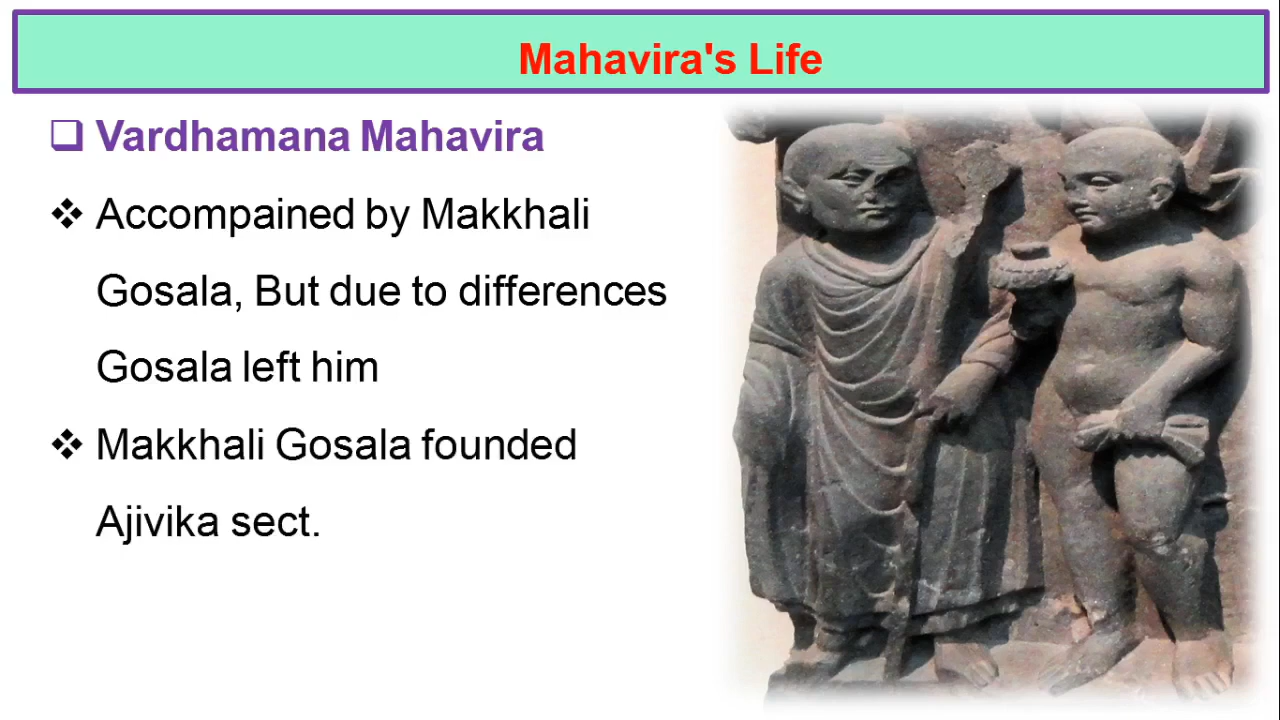 Mahavira's Life
Vardhamana Mahavira
Accompained by Makkhali
Gosala, But due to differences
Gosala left him
Makkhali Gosala founded
Ajivika sect.